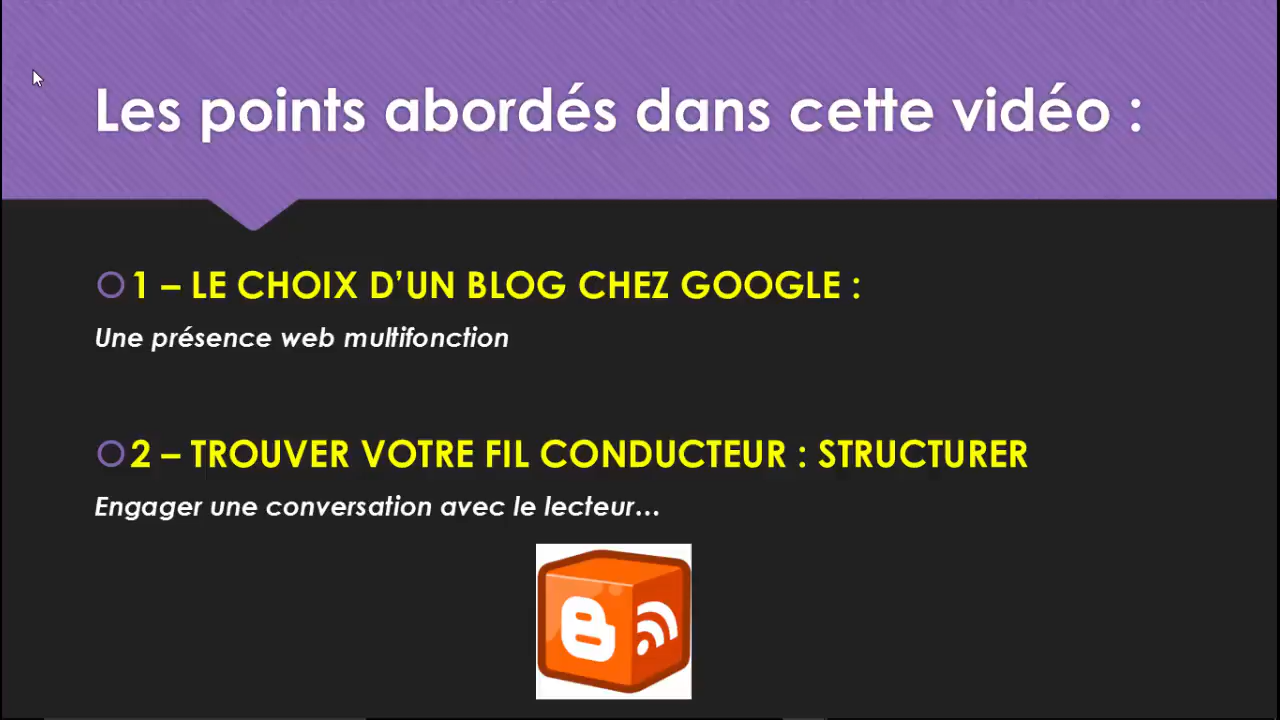 Les points abordés dans cette vidéo :
1 – LE CHOIX D’UN BLOG CHEZ GOOGLE :
Une présence web multifonction
2 – TROUVER VOTRE FIL CONDUCTEUR : STRUCTURER
Engager une conversation avec le lecteur…